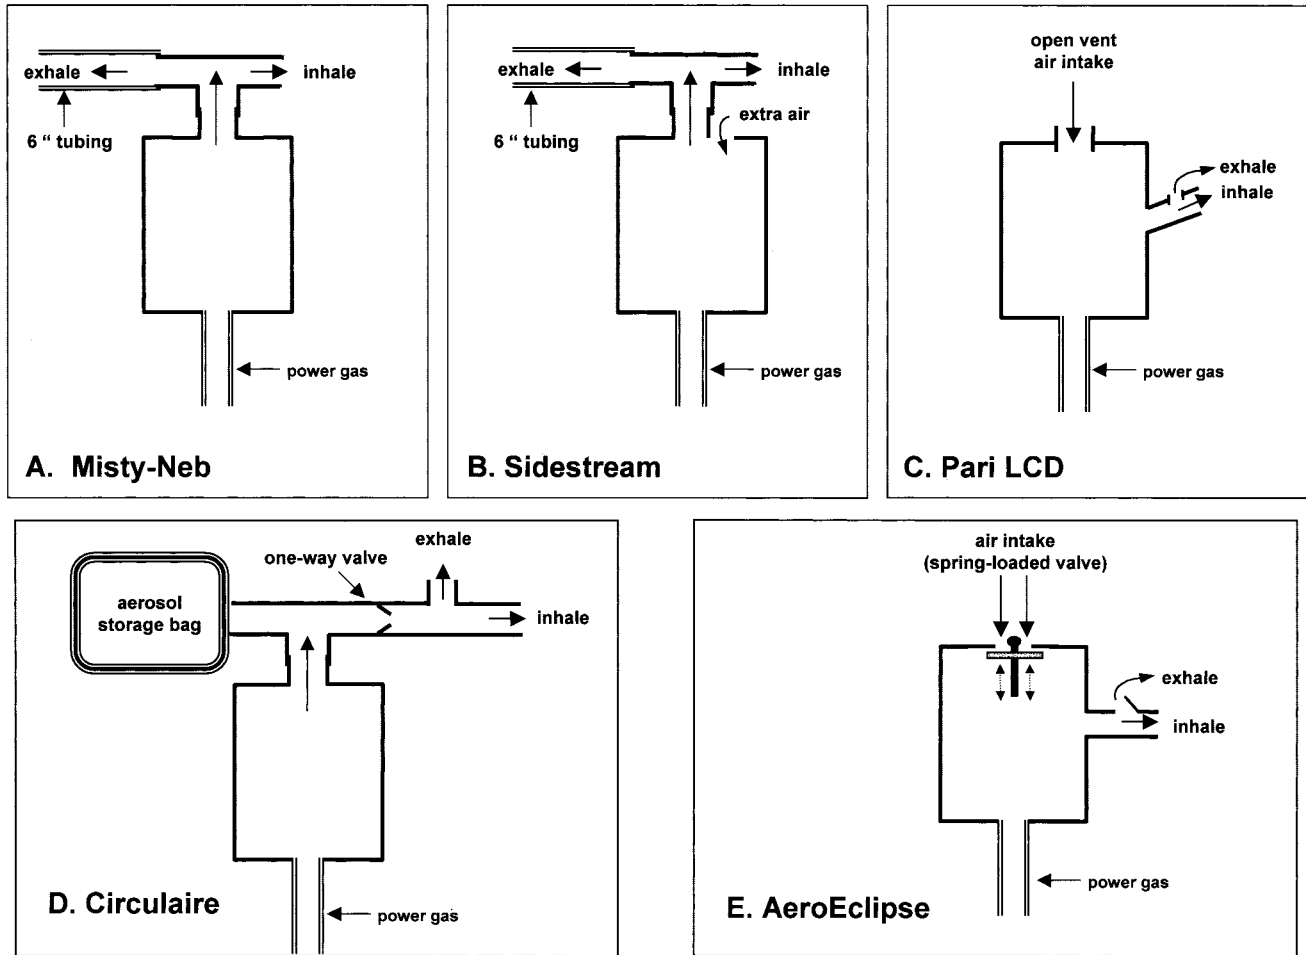 exhale
inhale
6 " tubing
power gas
A. Misty-Neb
exhale
inhale
extra air
6 " tubing
power gas
B. Sidestream
open vent
air intake
exhale
inhale
power gas
C. Pari LCD
exhale
one-way valve
aerosol
storage bag
inhale
D. Circulaire
power gas
air intake
(spring-loaded valve)
exhale
inhale
power gas
E. AeroEclipse